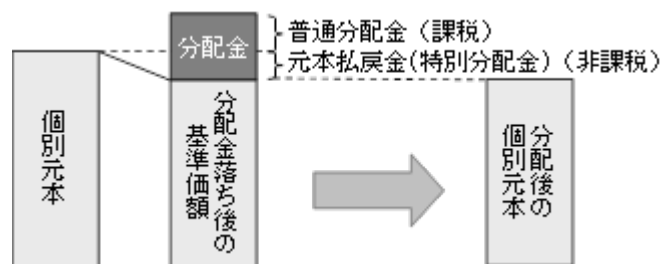 分配金
普通分配金（課税）
元本払戻金(特別分配金)（非課税）
個別元本
分配金落ち後の
基準価額
分配後の
個別元本